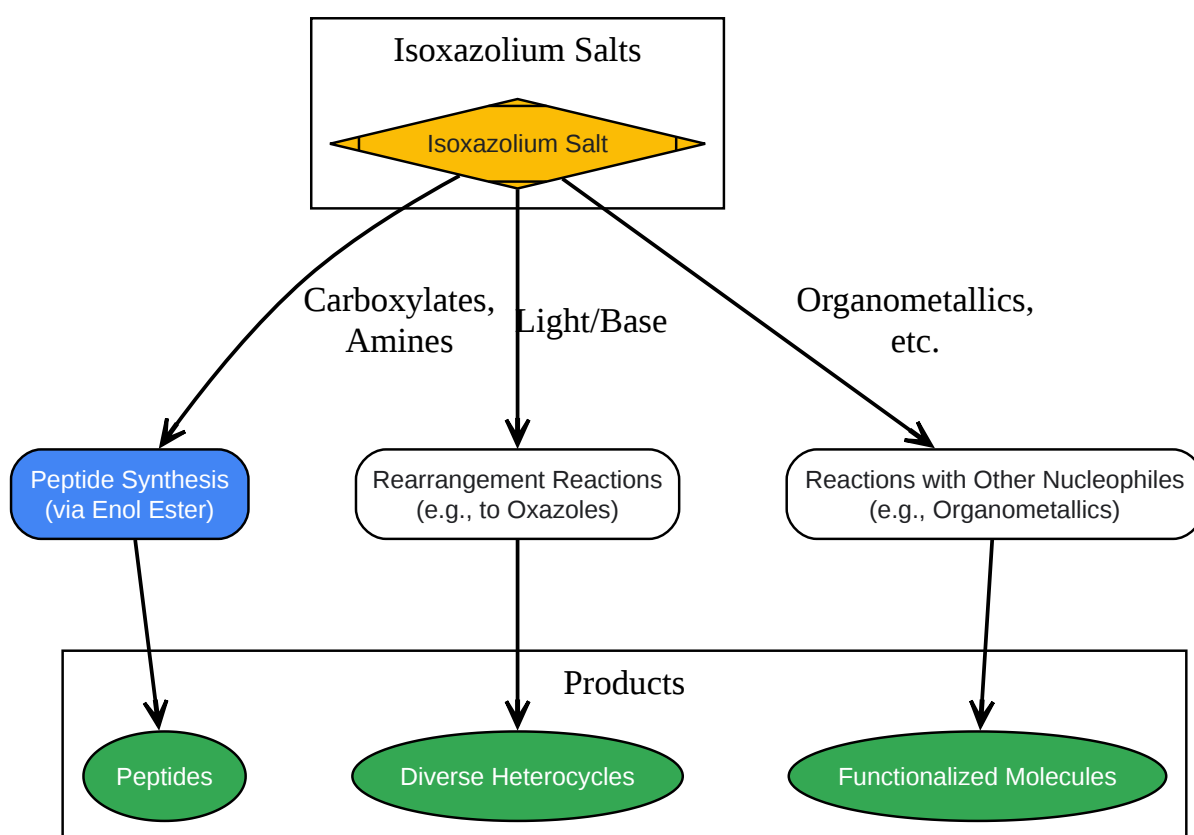 Isoxazolium Salts
Isoxazolium Salt
Carboxylates,
Amines
Light/Base
Organometallics,
etc.
Peptide Synthesis
(via Enol Ester)
Rearrangement Reactions
(e.g., to Oxazoles)
Reactions with Other Nucleophiles
(e.g., Organometallics)
Products
Peptides
Diverse Heterocycles
Functionalized Molecules